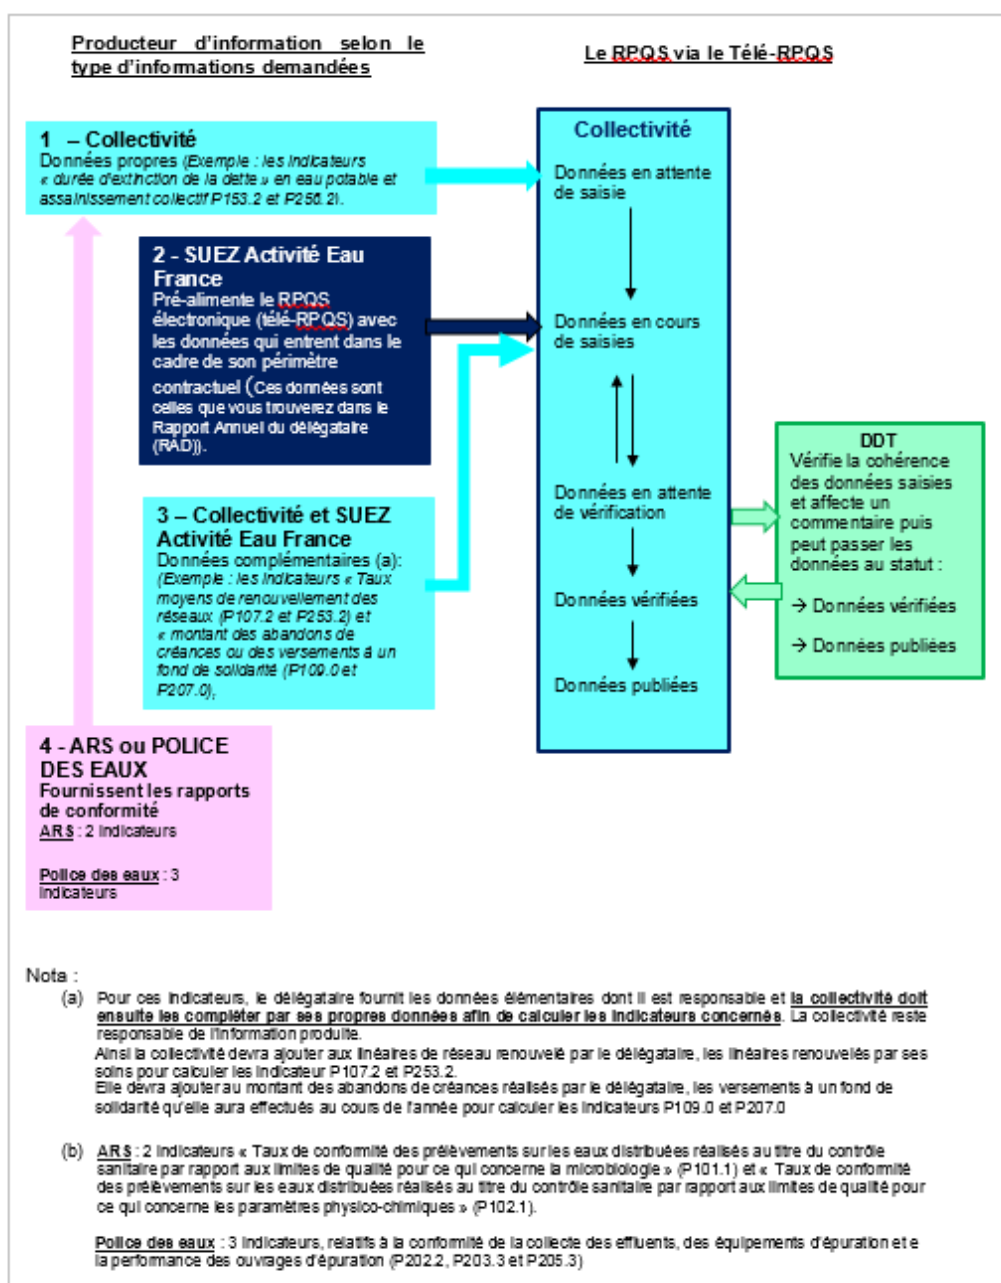 Producteur d'information selon le
type d'informations demandées
Le RPQS via le Télé-RPQS
1 – Collectivité
Données propres (Exemple : les indicateurs
« durée d'extinction de la dette » en eau potable et
assainissement collectif P153.2 et P256.2).
2 - SUEZ Activité Eau
France
Pré-alimente le RPQS
électronique (télé-RPQS) avec
les données qui entrent dans le
cadre de son périmètre
contractuel (Ces données sont
celles que vous trouverez dans le
Rapport Annuel du délégataire
(RAD)).
3 – Collectivité et SUEZ
Activité Eau France
Données complémentaires (a):
(Exemple : les indicateurs « Taux
moyens de renouvellement des
réseaux (P107.2 et P253.2) et
« montant des abandons de
créances ou des versements à un
fond de solidarité (P109.0 et
P207.0),
4 - ARS ou POLICE
DES EAUX
Fournissent les rapports
de conformité
ARS : 2 indicateurs
Police des eaux : 3
indicateurs
Collectivité
Données en attente
de saisie
Données en cours
de saisies
Données en attente
de vérification
Données vérifiées
Données publiées
DDT
Vérifie la cohérence
des données saisies
et affecte un
commentaire puis
peut passer les
données au statut :
→ Données vérifiées
→ Données publiées
Nota :
(a) Pour ces indicateurs, le délégataire fournit les données élémentaires dont il est responsable et la collectivité doit
ensuite les compléter par ses propres données afin de calculer les indicateurs concernés. La collectivité reste
responsable de l'information produite.
Ainsi la collectivité devra ajouter aux linéaires de réseau renouvelé par le délégataire, les linéaires renouvelés par ses
soins pour calculer les indicateur P107.2 et P253.2.
Elle devra ajouter au montant des abandons de créances réalisés par le délégataire, les versements à un fond de
solidarité qu'elle aura effectués au cours de l'année pour calculer les indicateurs P109.0 et P207.0
(b) ARS : 2 indicateurs « Taux de conformité des prélèvements sur les eaux distribuées réalisés au titre du contrôle
sanitaire par rapport aux limites de qualité pour ce qui concerne la microbiologie » (P101.1) et « Taux de conformité
des prélèvements sur les eaux distribuées réalisés au titre du contrôle sanitaire par rapport aux limites de qualité pour
ce qui concerne les paramètres physico-chimiques » (P102.1).
Police des eaux : 3 indicateurs, relatifs à la conformité de la collecte des effluents, des équipements d'épuration et e
la performance des ouvrages d'épuration (P202.2, P203.3 et P205.3)